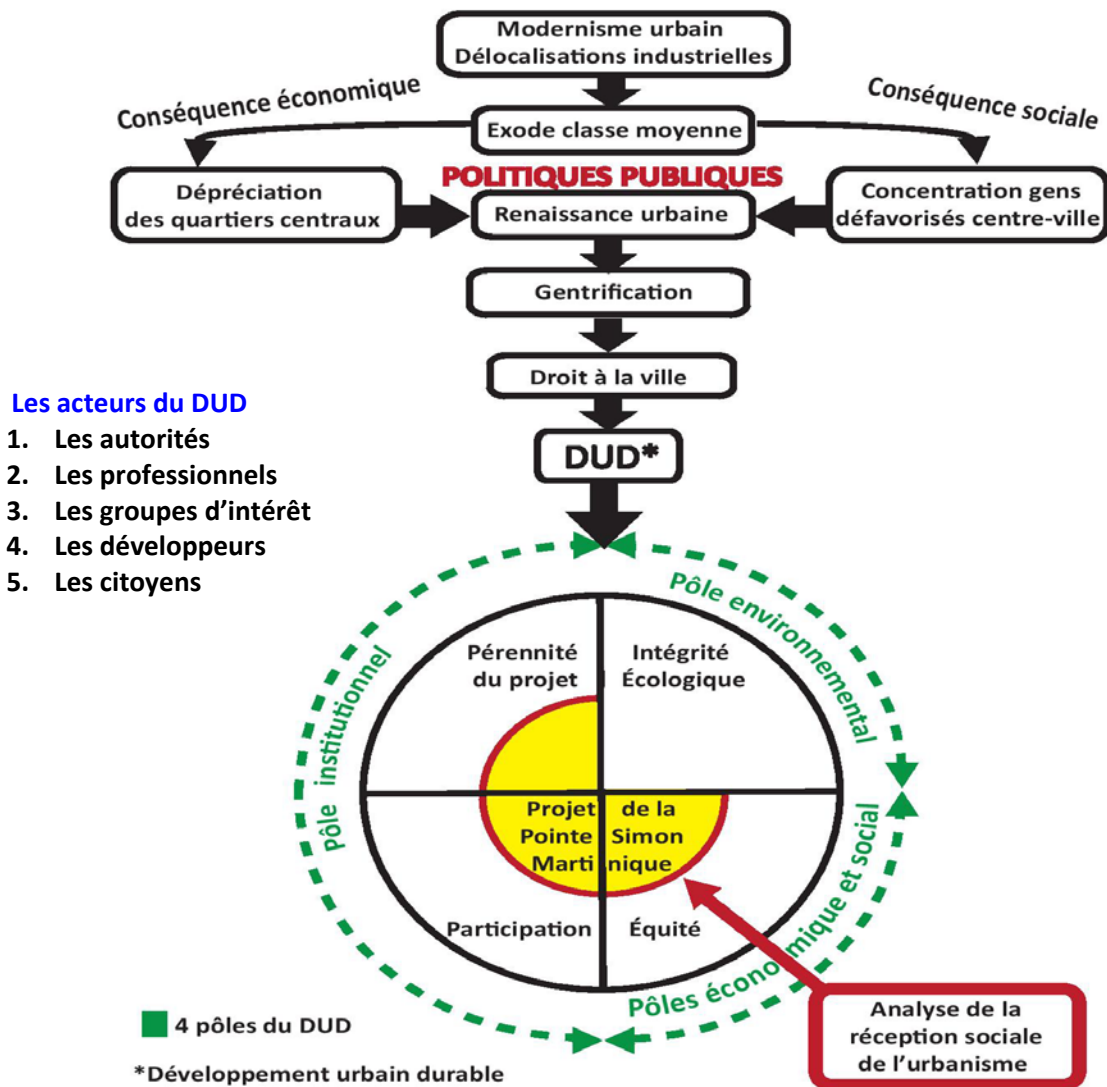 Modernisme urbain
Délocalisations industrielles
Conséquence économique
Conséquence sociale
Exode classe moyenne
POLITIQUES PUBLIQUES
Dépréciation
des quartiers centraux
Renaissance urbaine
Concentration gens
défavorisés centre-ville
Gentrification
Droit à la ville
Les acteurs du DUD
1. Les autorités
2. Les professionnels
3. Les groupes d’intérêt
4. Les développeurs
5. Les citoyens
DUD*
Pôle environnemental
Pôle institutionnel
Pérennité
du projet
Intégrité
Écologique
Projet de la
Pointe Simon
Martinique
Participation
Équité
Pôles économique et social
Analyse de la
réception sociale
de l’urbanisme
4 pôles du DUD
*Développement urbain durable